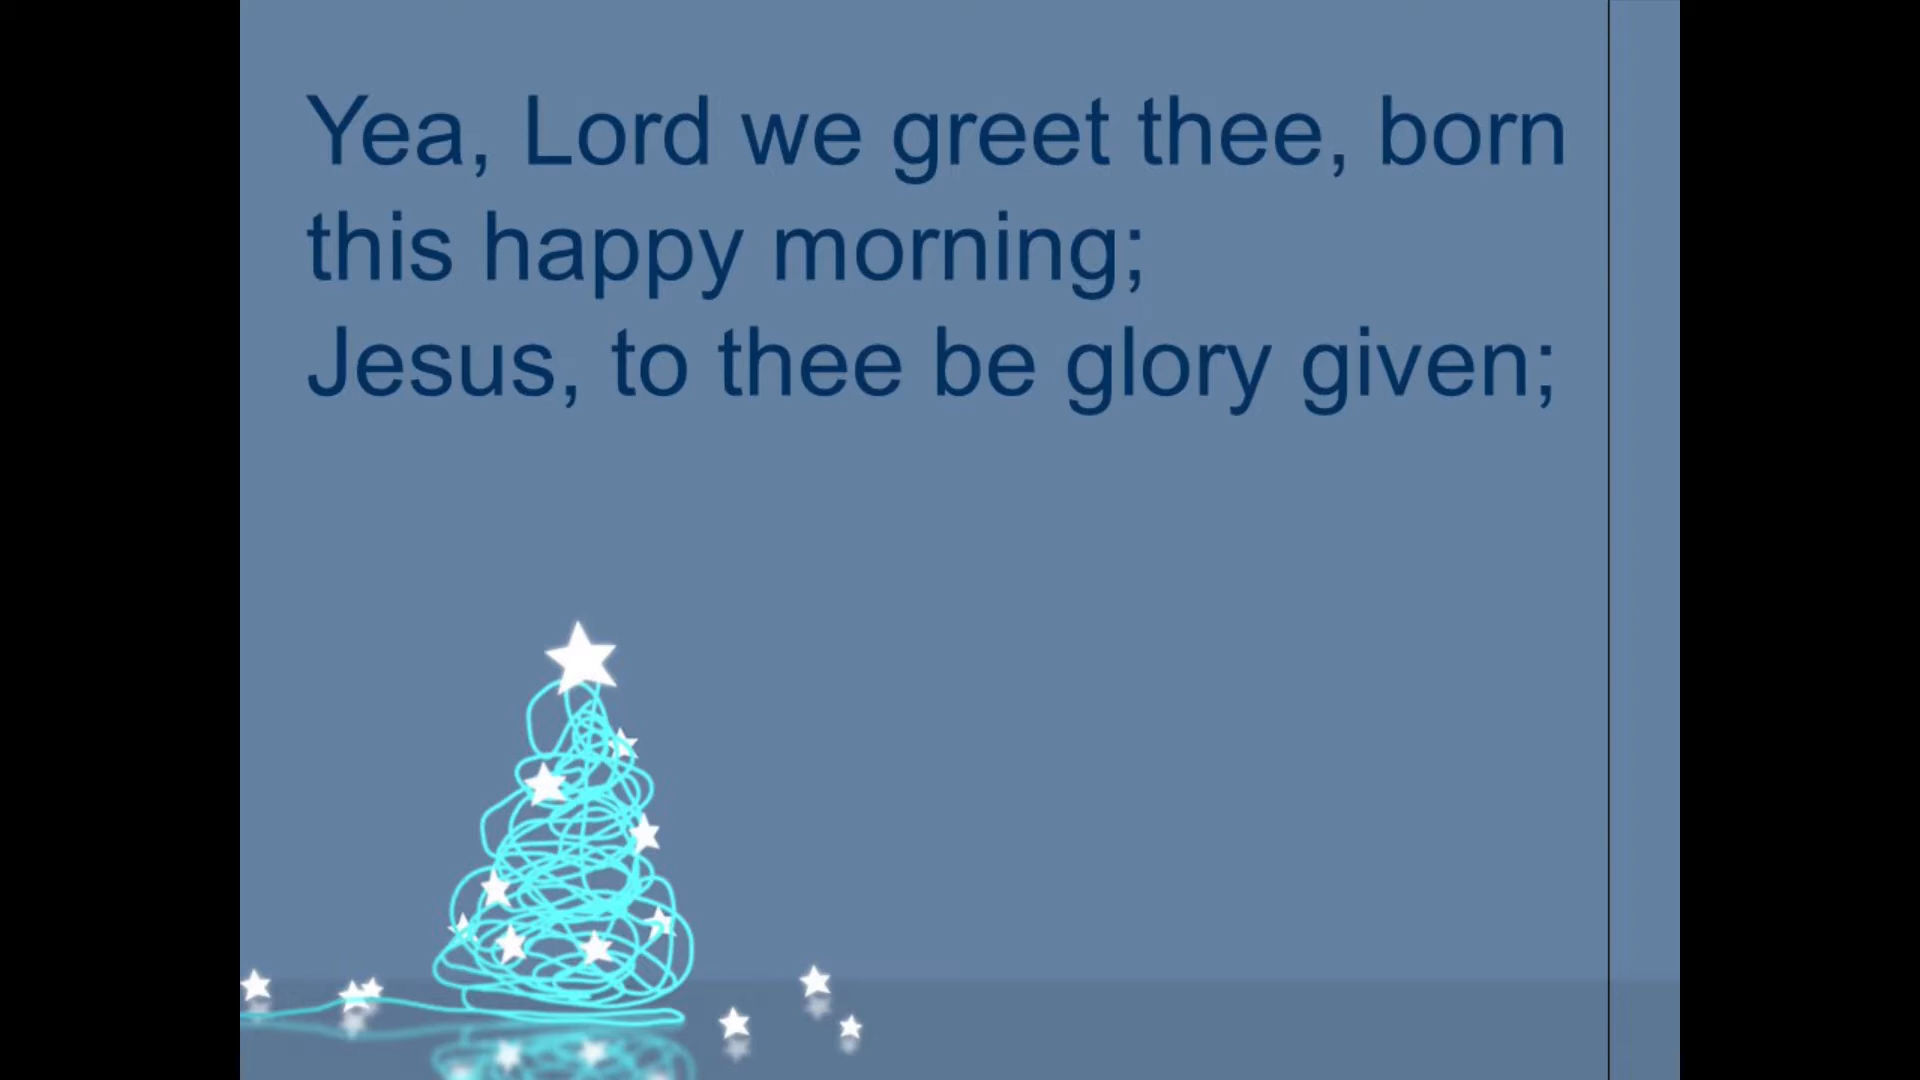 Yea, Lord we greet thee, born
this happy morning;
Jesus, to thee be glory given;